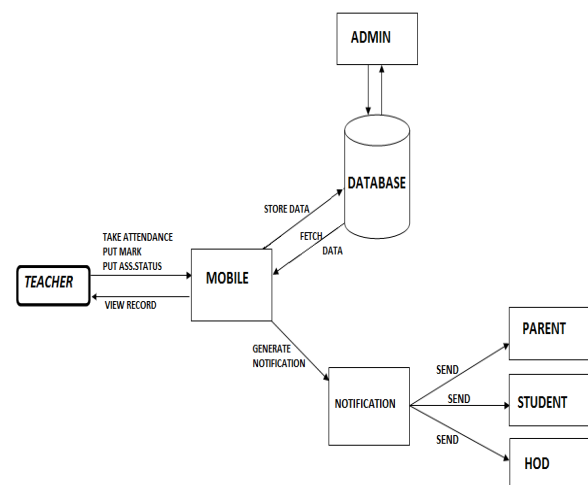 ADMIN
DATABASE
STORE DATA
FETCH
DATA
TAKE ATTENDANCE
PUT MARK
PUT ASS.STATUS
TEACHER
MOBILE
VIEW RECORD
GENERATE
NOTIFICATION
NOTIFICATION
SEND
PARENT
SEND
STUDENT
SEND
HOD